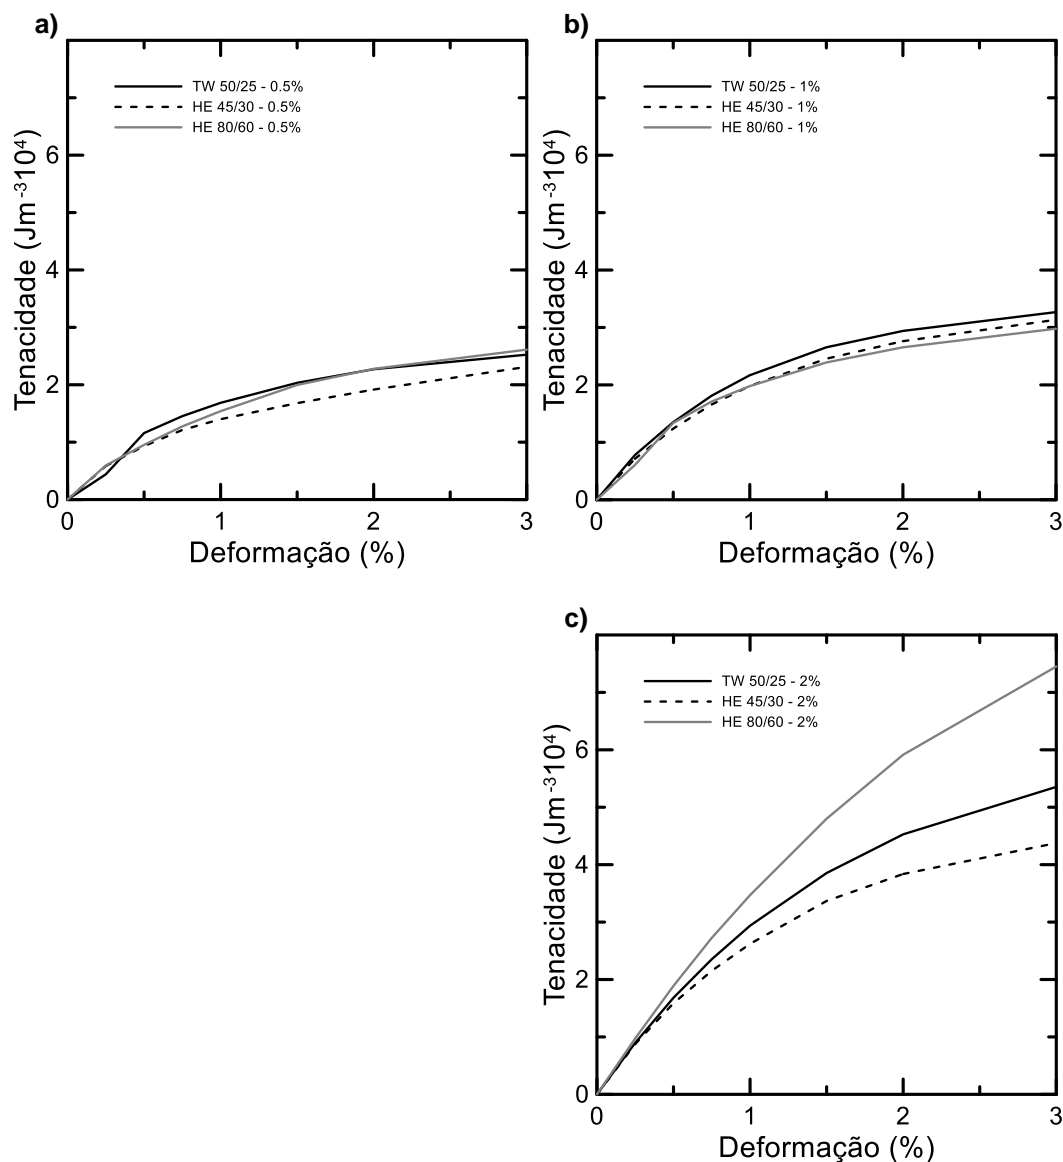 a)
TW 50/25 - 0.5%
HE 45/30 - 0.5%
HE 80/60 - 0.5%
Tenacidade (Jm-³10⁴)
6
4
2
0
0 1 2 3
Deformação (%)
b)
TW 50/25 - 1%
HE 45/30 - 1%
HE 80/60 - 1%
Tenacidade (Jm-³10⁴)
6
4
2
0
0 1 2 3
Deformação (%)
c)
TW 50/25 - 2%
HE 45/30 - 2%
HE 80/60 - 2%
Tenacidade (Jm-³10⁴)
6
4
2
0
0 1 2 3
Deformação (%)